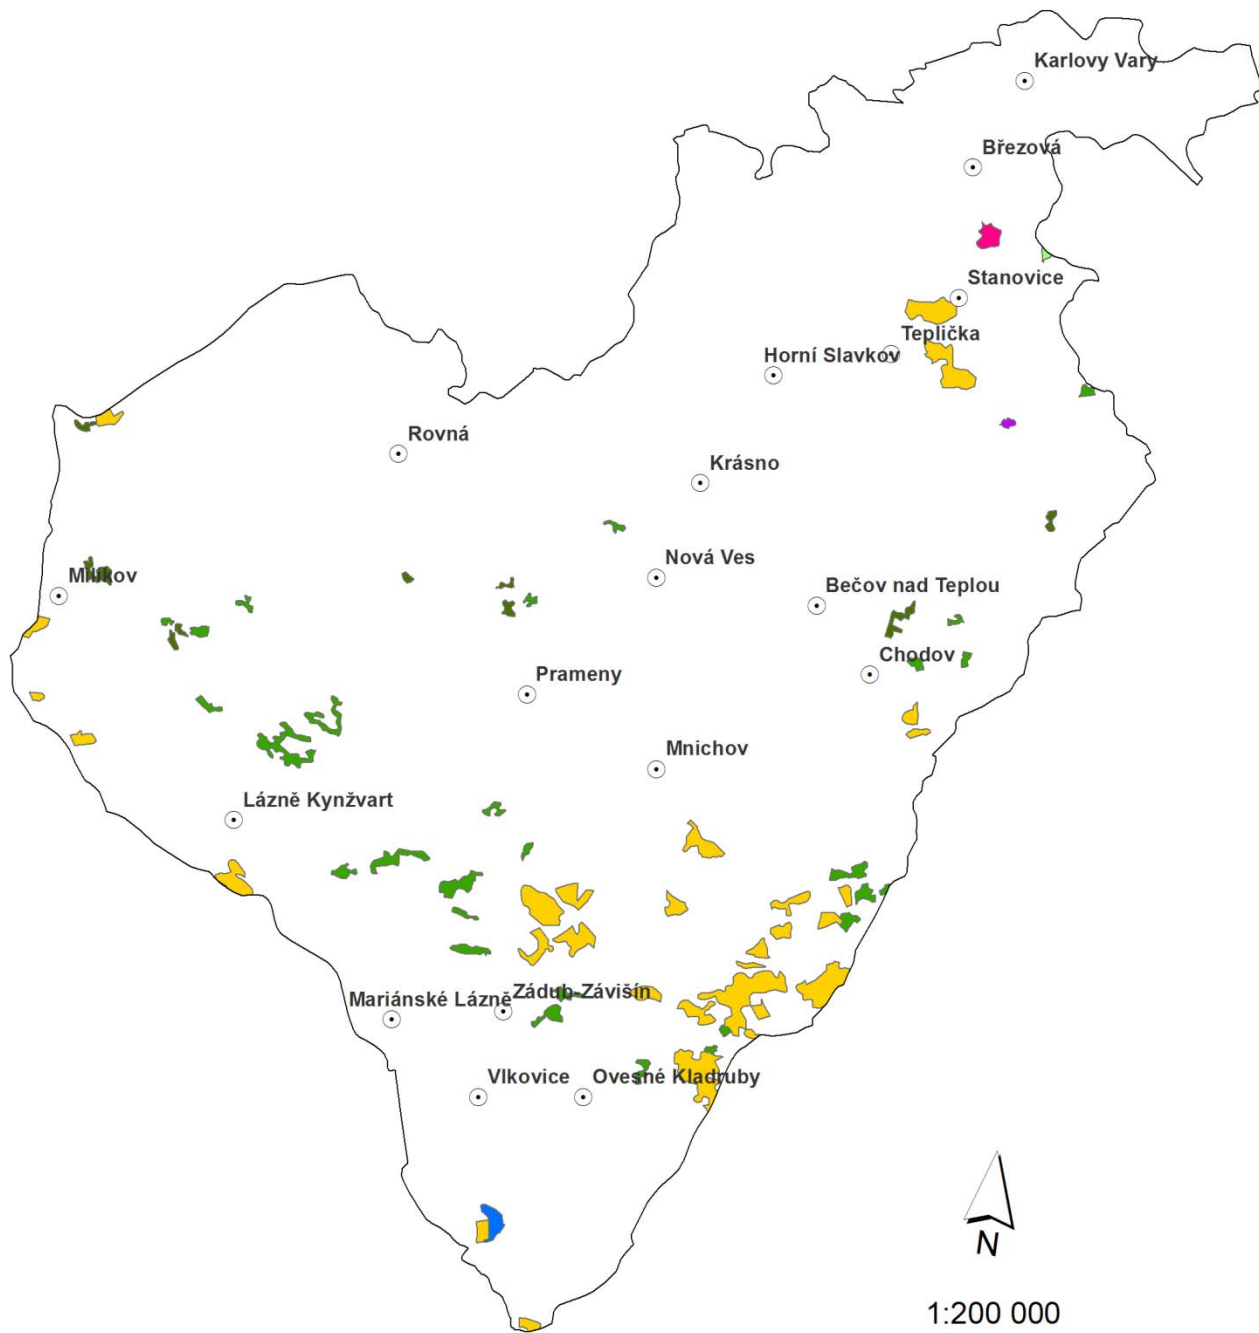 Karlovy Vary
Březová
Stanovice
Teplička
Horní Slavkov
Rovná
Krásno
Nová Ves
Milíkov
Bečov nad Teplou
Chodov
Prameny
Mnichov
Lázně Kynžvart
Zádub-Závišín
Mariánské Lázně
Vlkovice
Ovesné Kladruby
N
1:200 000